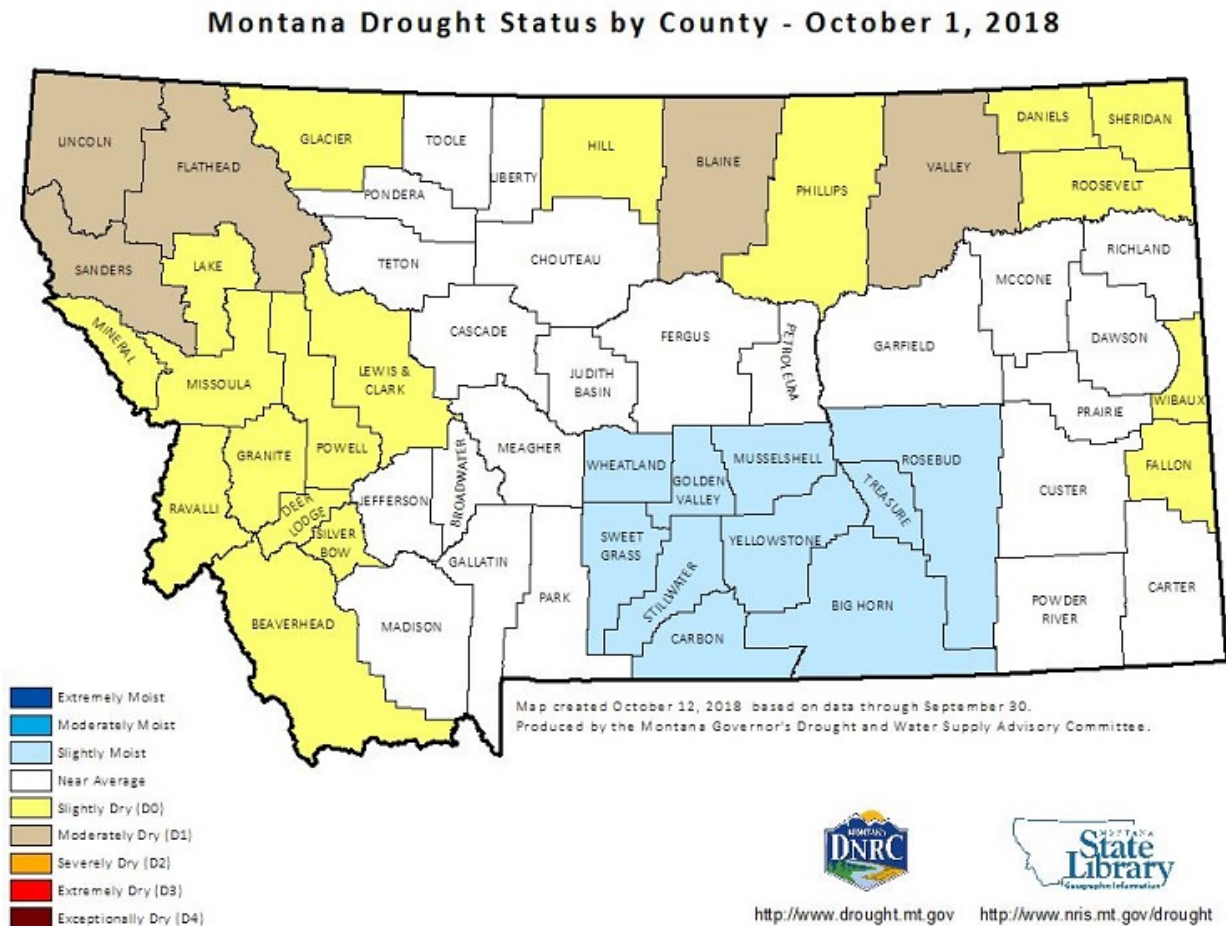 Montana Drought Status by County - October 1, 2018
LINCOLN
FLATHEAD
GLACIER
TOOLE
LIBERTY
HILL
BLAINE
PHILLIPS
VALLEY
DANIELS
SHERIDAN
ROOSEVELT
PONDERA
SANDERS
LAKE
TETON
CHOUTEAU
MCCONE
RICHLAND
MINERAL
MISSOULA
LEWIS &
CLARK
CASCADE
JUDITH
BASIN
FERGUS
PETROLEUM
GARFIELD
DAWSON
PRAIRIE
WIBAUX
GRANITE
POWELL
MEAGHER
WHEATLAND
GOLDEN
VALLEY
MUSSELSHELL
ROSEBUD
TREASURE
CUSTER
FALLON
RAVALLI
DEER
LODGE
SILVER
BOW
JEFFERSON
BROADWATER
GALLATIN
PARK
SWEET
GRASS
STILLWATER
YELLOWSTONE
BIG HORN
CARBON
POWDER
RIVER
CARTER
BEAVERHEAD
MADISON
Extremely Moist
Moderately Moist
Slightly Moist
Near Average
Slightly Dry (D0)
Moderately Dry (D1)
Severely Dry (D2)
Extremely Dry (D3)
Exceptionally Dry (D4)
Map created October 12, 2018 based on data through September 30.
Produced by the Montana Governor's Drought and Water Supply Advisory Committee.
MONTANA
DNRC
MONTANA
State
Library
Geographic Information
http://www.drought.mt.gov
http://www.nris.mt.gov/drought